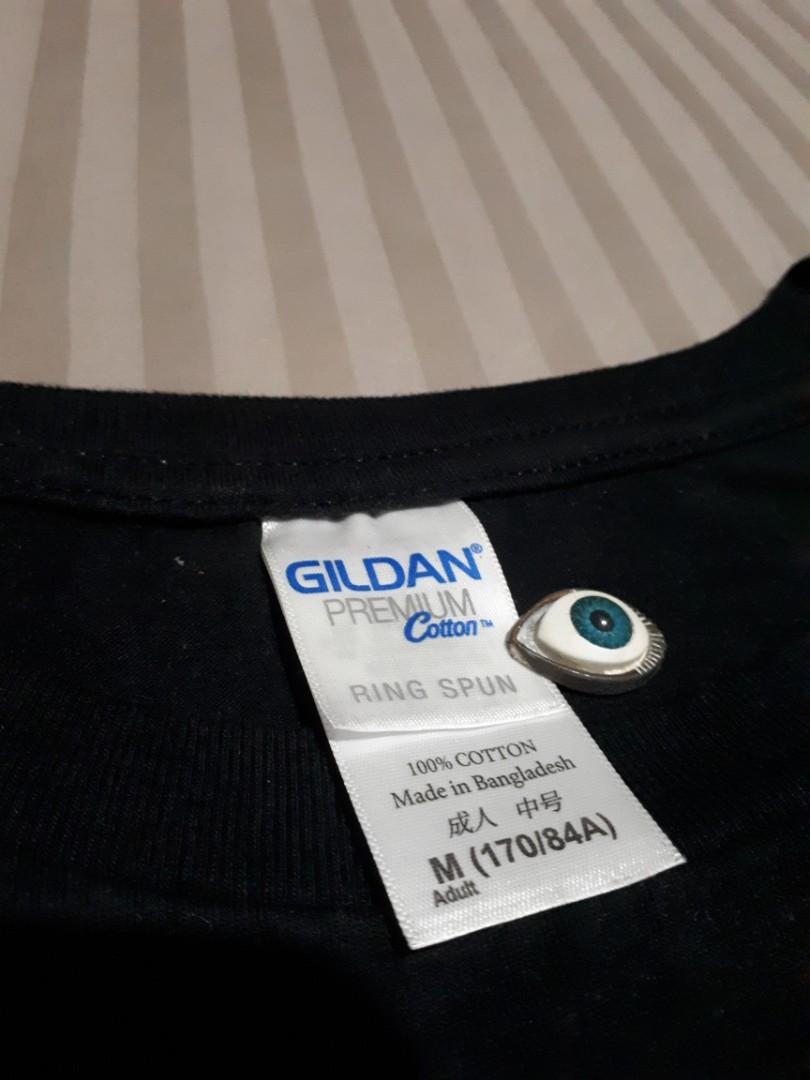 GILDAN®
PREMIUM
Cotton™
RING SPUN
100% COTTON
Made in Bangladesh
成人 中号
M (170/84A)
Adult